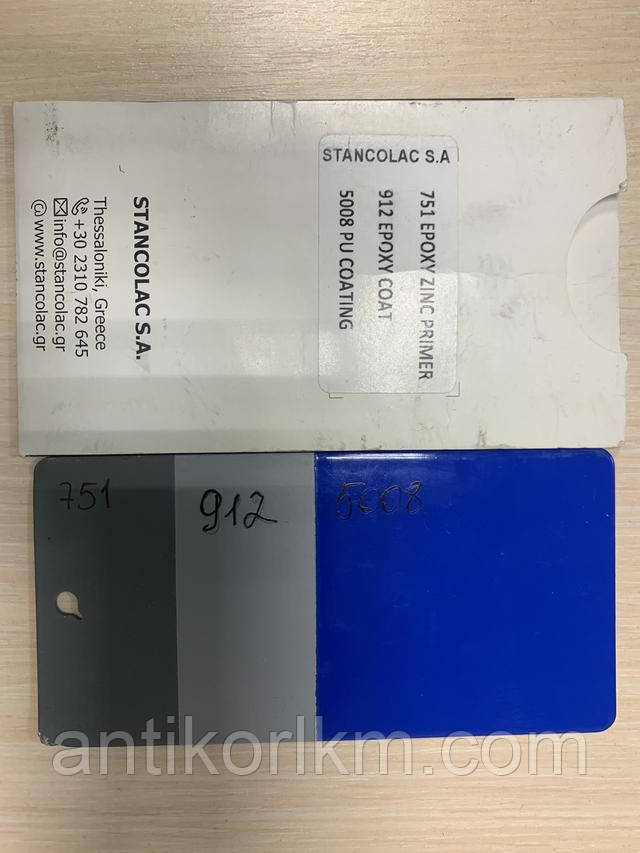 STANCOLAC S.A.
Thessaloniki, Greece
+30 2310 782 645
info@stancolac.gr
www.stancolac.gr
STANCOLAC S.A
751 EPOXY ZINC PRIMER
912 EPOXY COAT
5008 PU COATING
751
912
5008
antikorlkm.com